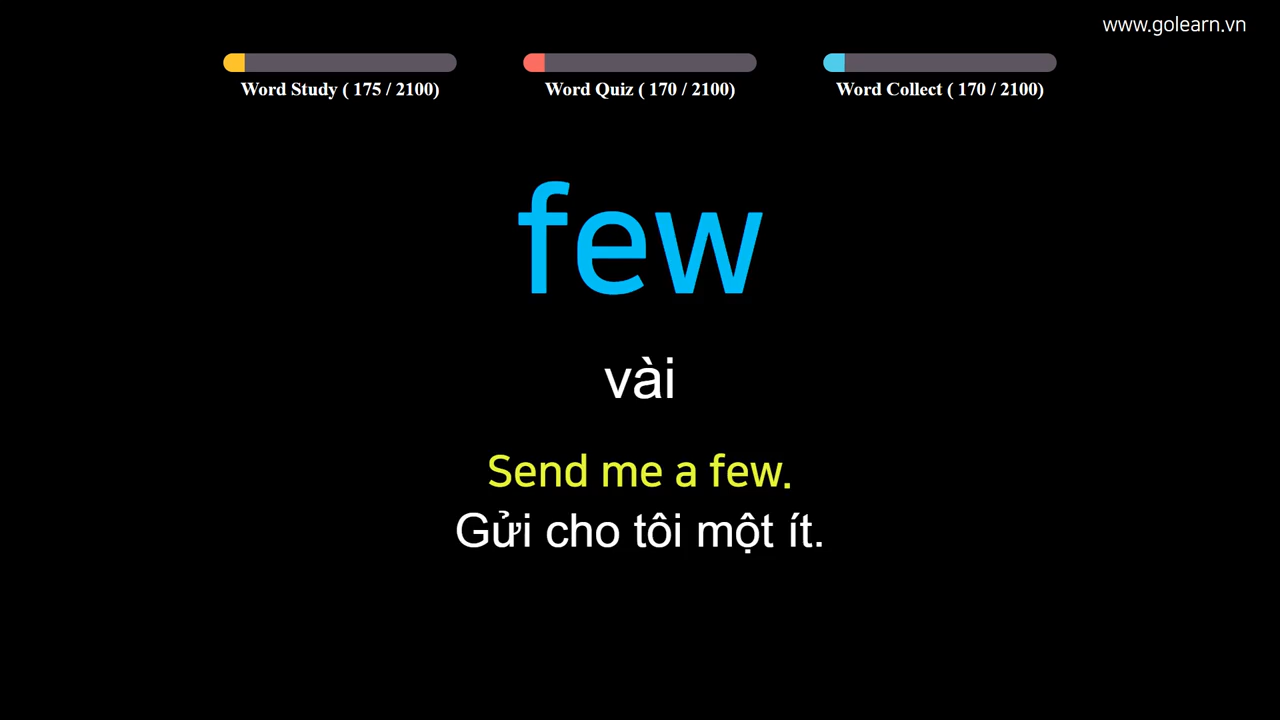 www.golearn.vn
Word Study ( 175 / 2100)
Word Quiz ( 170 / 2100)
Word Collect ( 170 / 2100)
few
vài
Send me a few.
Gửi cho tôi một ít.